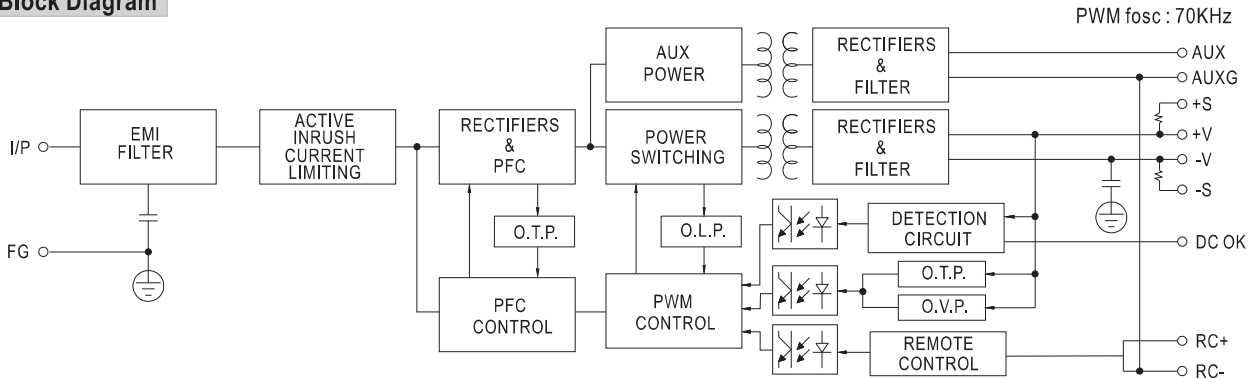 Block Diagram
PWM fosc : 70KHz
I/P
FG
EMI
FILTER
ACTIVE
INRUSH
CURRENT
LIMITING
RECTIFIERS
&
PFC
O.T.P.
PFC
CONTROL
AUX
POWER
POWER
SWITCHING
O.L.P.
PWM
CONTROL
RECTIFIERS
&
FILTER
RECTIFIERS
&
FILTER
DETECTION
CIRCUIT
O.T.P.
O.V.P.
REMOTE
CONTROL
AUX
AUXG
+S
+V
-V
-S
DC OK
RC+
RC-